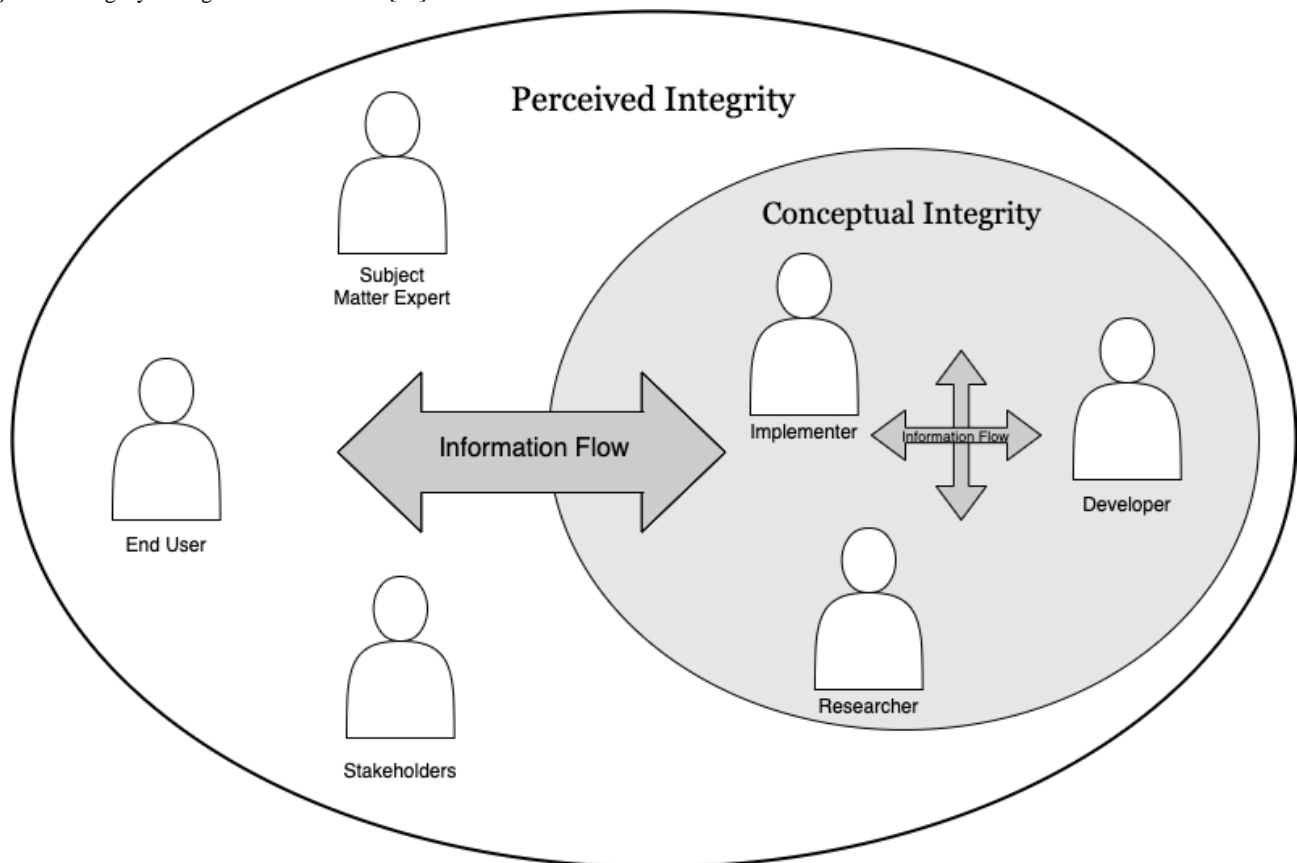 Perceived Integrity
Conceptual Integrity
Subject
Matter Expert
Implementer
Information Flow
Developer
Information Flow
End User
Researcher
Stakeholders